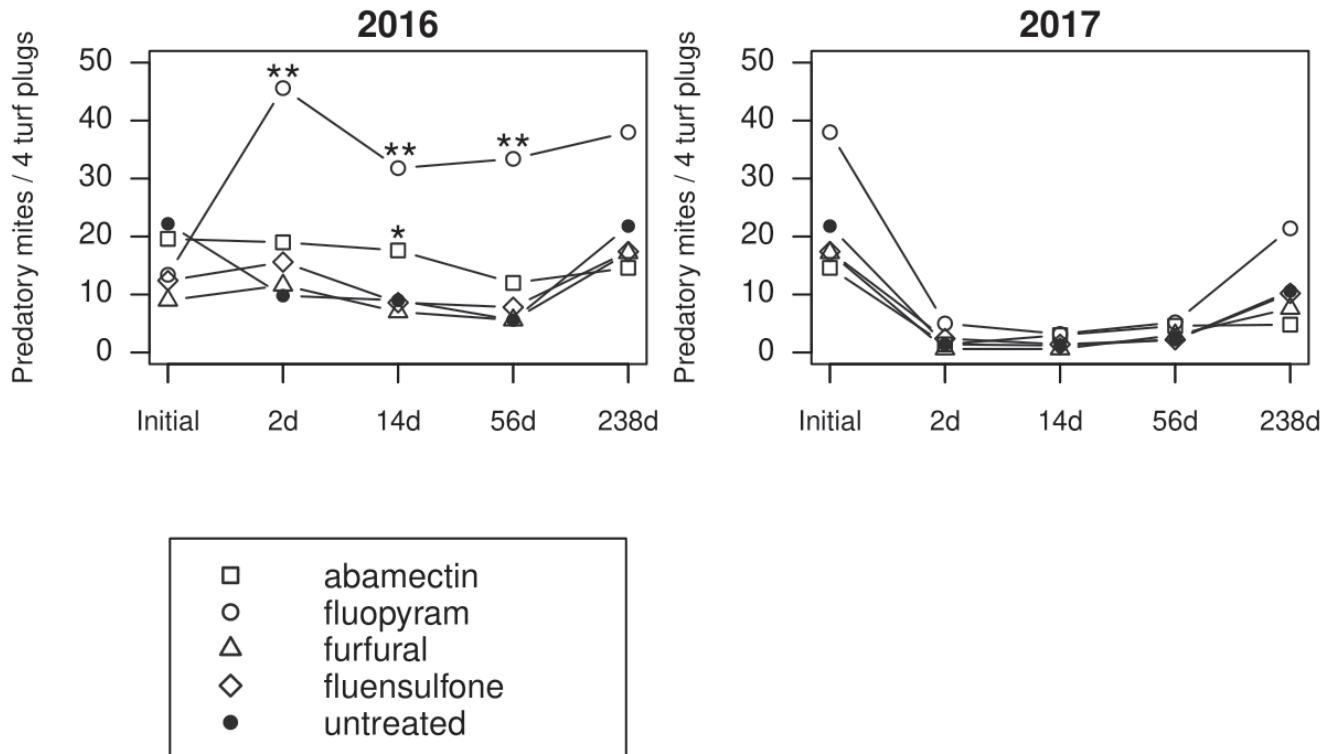 2016
Predatory mites / 4 turf plugs
50
40
30
20
10
0
**
**
**
*
Initial 2d 14d 56d 238d
2017
Predatory mites / 4 turf plugs
50
40
30
20
10
0
Initial 2d 14d 56d 238d
abamectin
fluopyram
furfural
fluensulfone
untreated